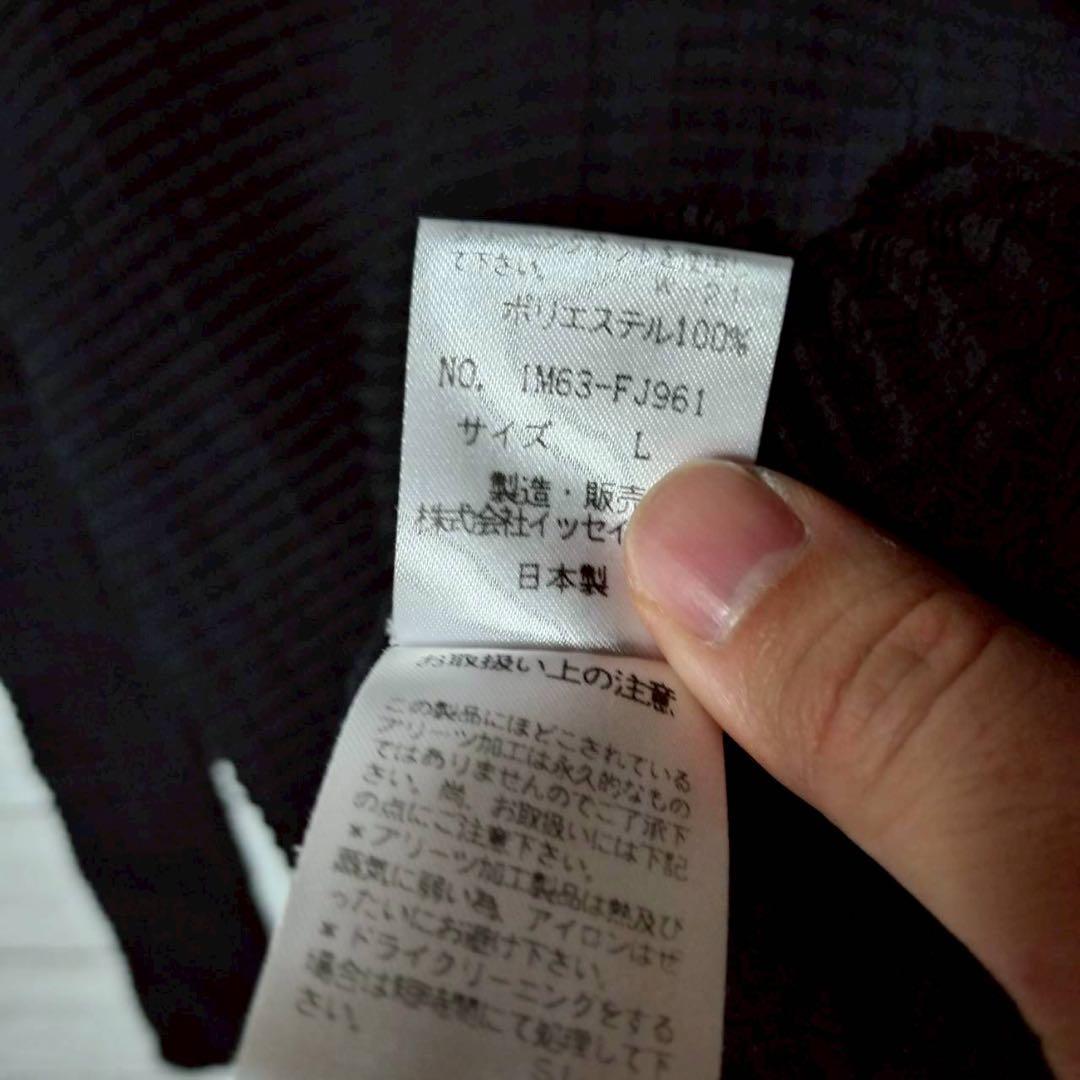 て下さい。 W-21
ポリエステル100%
NO. IM63-FJ961
サイズ L
製造・販売
株式会社イッセイ
日本製
お取扱い上の注意
この製品にほどこされている
プリーツ加工は永久的なもの
ではありませんのでご了承下
さい。尚、お取扱いには下記
の点にご注意下さい。
*プリーツ加工製品は熱及び
蒸気に弱い為、アイロンはぜ
ったいにお避け下さい。
*ドライクリーニングをする
場合は短時間にて処理して下
さい。